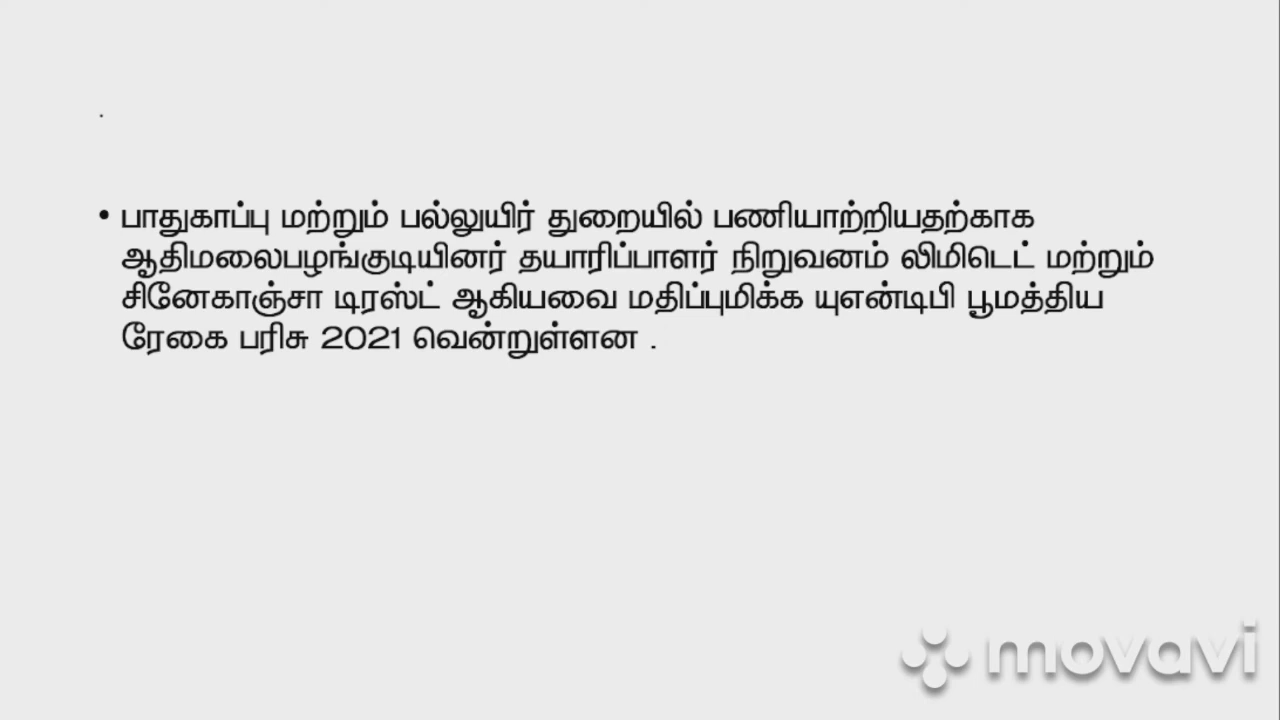 .
• பாதுகாப்பு மற்றும் பல்லுயிர் துறையில் பணியாற்றியதற்காக
ஆதிமலைபழங்குடியினர் தயாரிப்பாளர் நிறுவனம் லிமிடெட் மற்றும்
சினேகாஞ்சா டிரஸ்ட் ஆகியவை மதிப்புமிக்க யுஎன்டிபி பூமத்திய
ரேகை பரிசு 2021 வென்றுள்ளன .
movavi